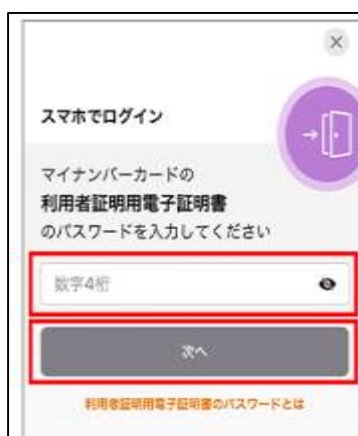 スマホでログイン
マイナンバーカードの
利用者証明用電子証明書
のパスワードを入力してください
数字4桁
次へ
利用者証明用電子証明書のパスワードとは